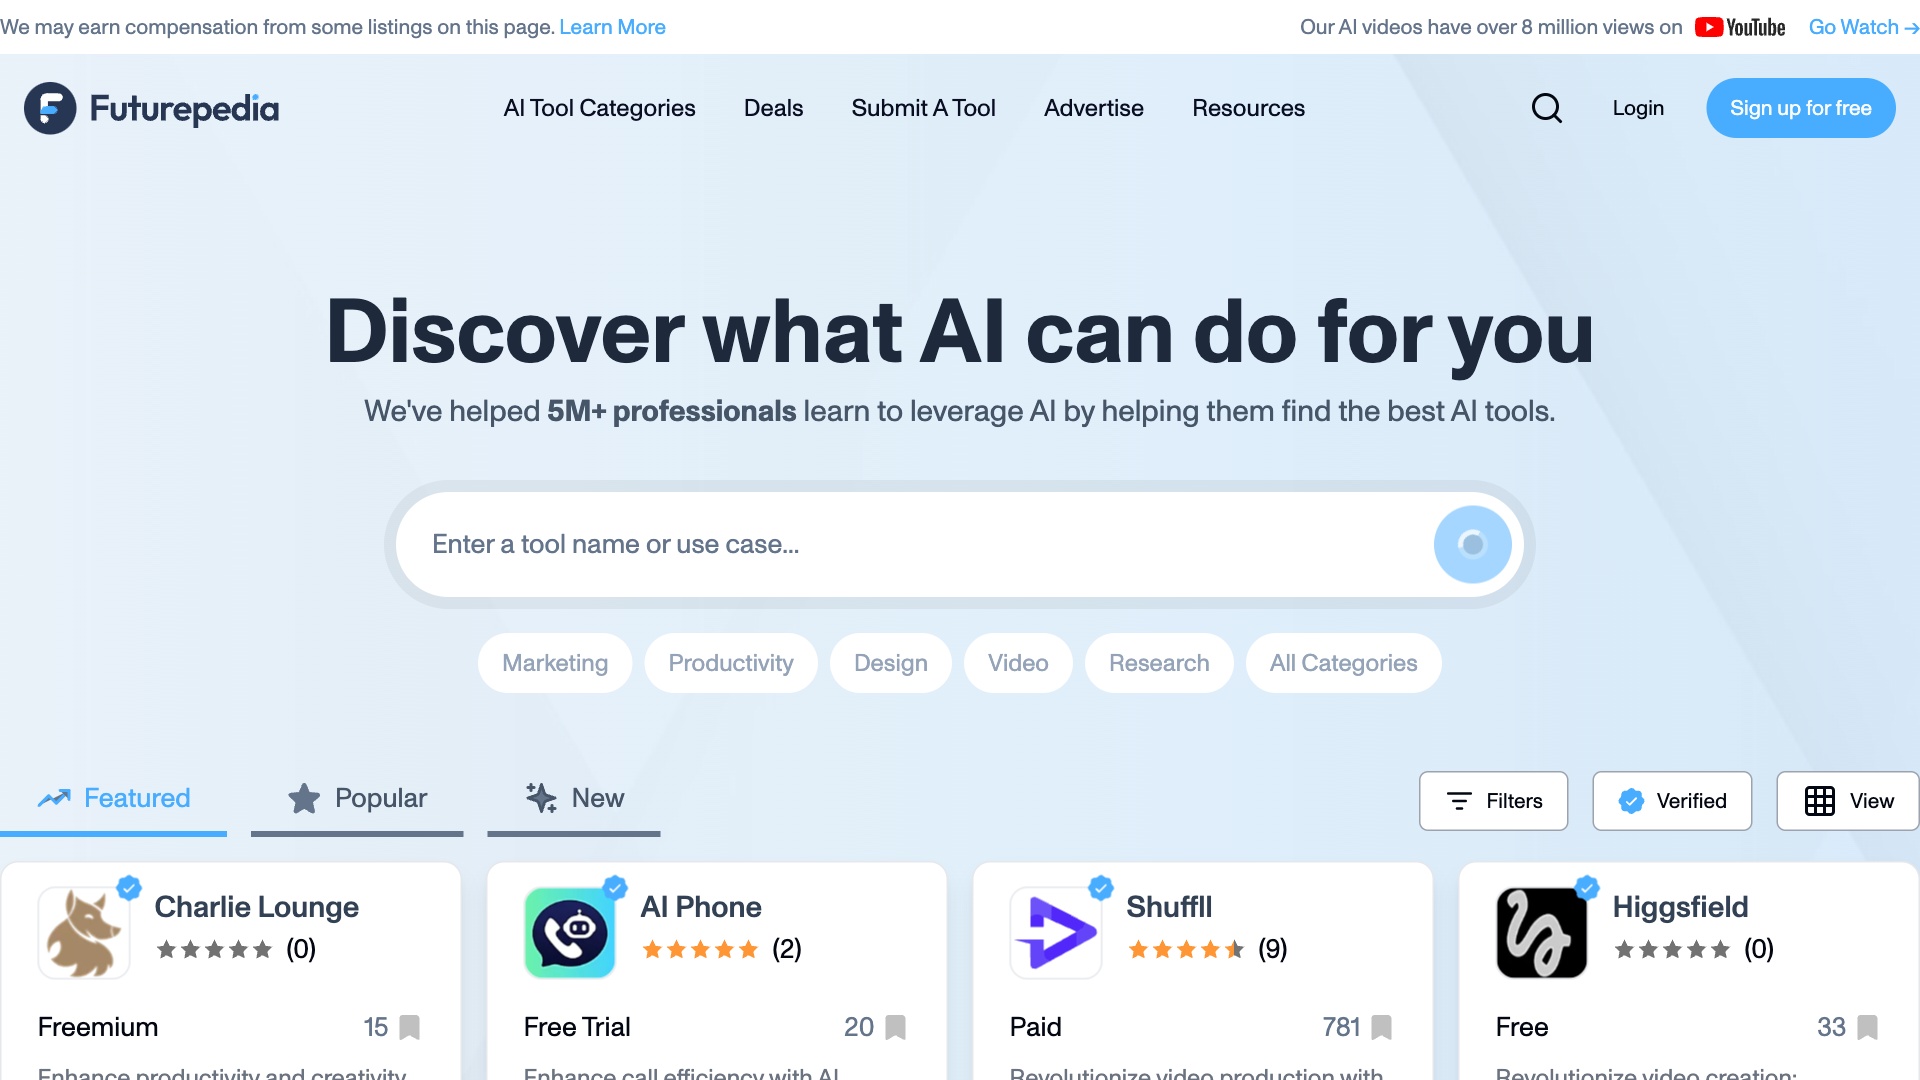 We may earn compensation from some listings on this page. Learn More
Our AI videos have over 8 million views on YouTube Go Watch →
Futurepedia
AI Tool Categories
Deals
Submit A Tool
Advertise
Resources
Login
Sign up for free
Discover what AI can do for you
We've helped 5M+ professionals learn to leverage AI by helping them find the best AI tools.
Enter a tool name or use case...
Marketing
Productivity
Design
Video
Research
All Categories
Featured
Popular
New
Filters
Verified
View
Charlie Lounge
(0)
Freemium
15
Enhance productivity and creativity
AI Phone
(2)
Free Trial
20
Enhance call efficiency with AI
Shuffll
(9)
Paid
781
Revolutionize video production with
Higgsfield
(0)
Free
33
Revolutionize video creation: